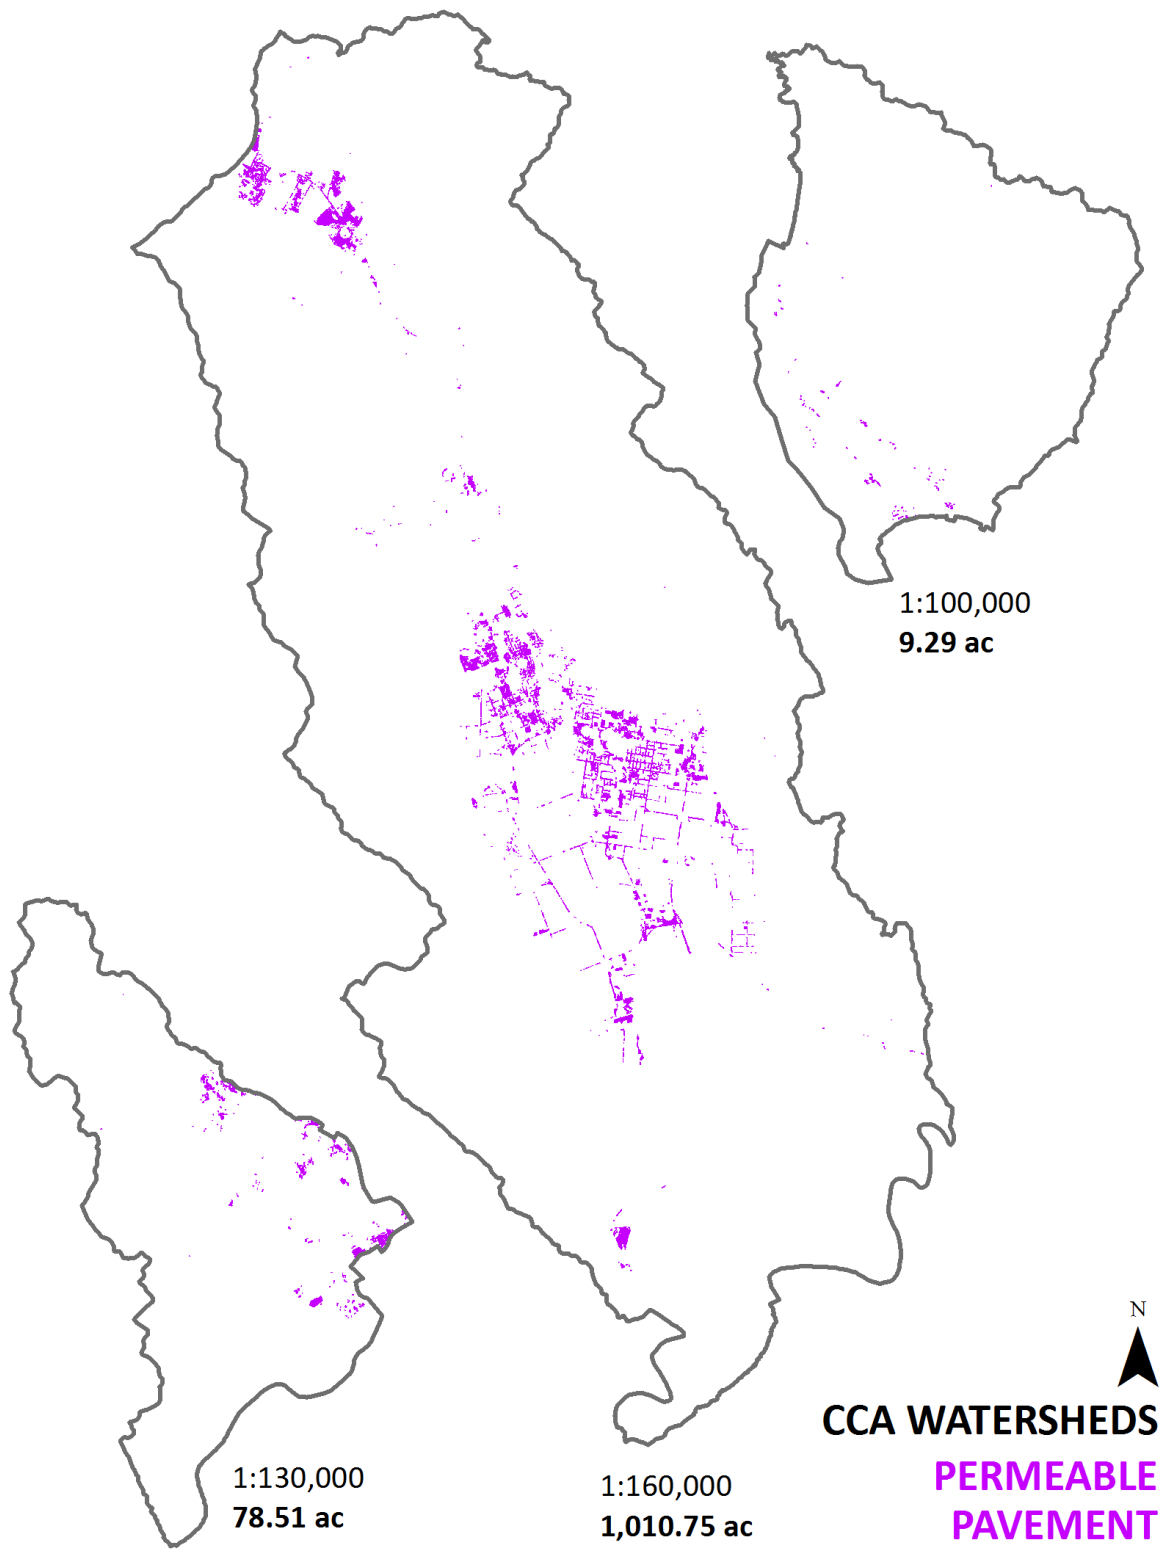 1:100,000
9.29 ac
1:130,000
78.51 ac
1:160,000
1,010.75 ac
N
CCA WATERSHEDS
PERMEABLE
PAVEMENT